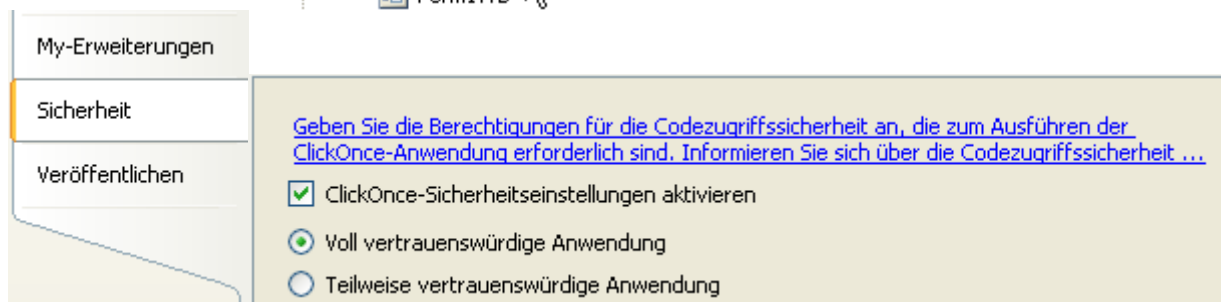 My-Erweiterungen
Sicherheit
Geben Sie die Berechtigungen für die Codezugriffssicherheit an, die zum Ausführen der
ClickOnce-Anwendung erforderlich sind. Informieren Sie sich über die Codezugriffssicherheit ...
Veröffentlichen
ClickOnce-Sicherheitseinstellungen aktivieren
Voll vertrauenswürdige Anwendung
Teilweise vertrauenswürdige Anwendung